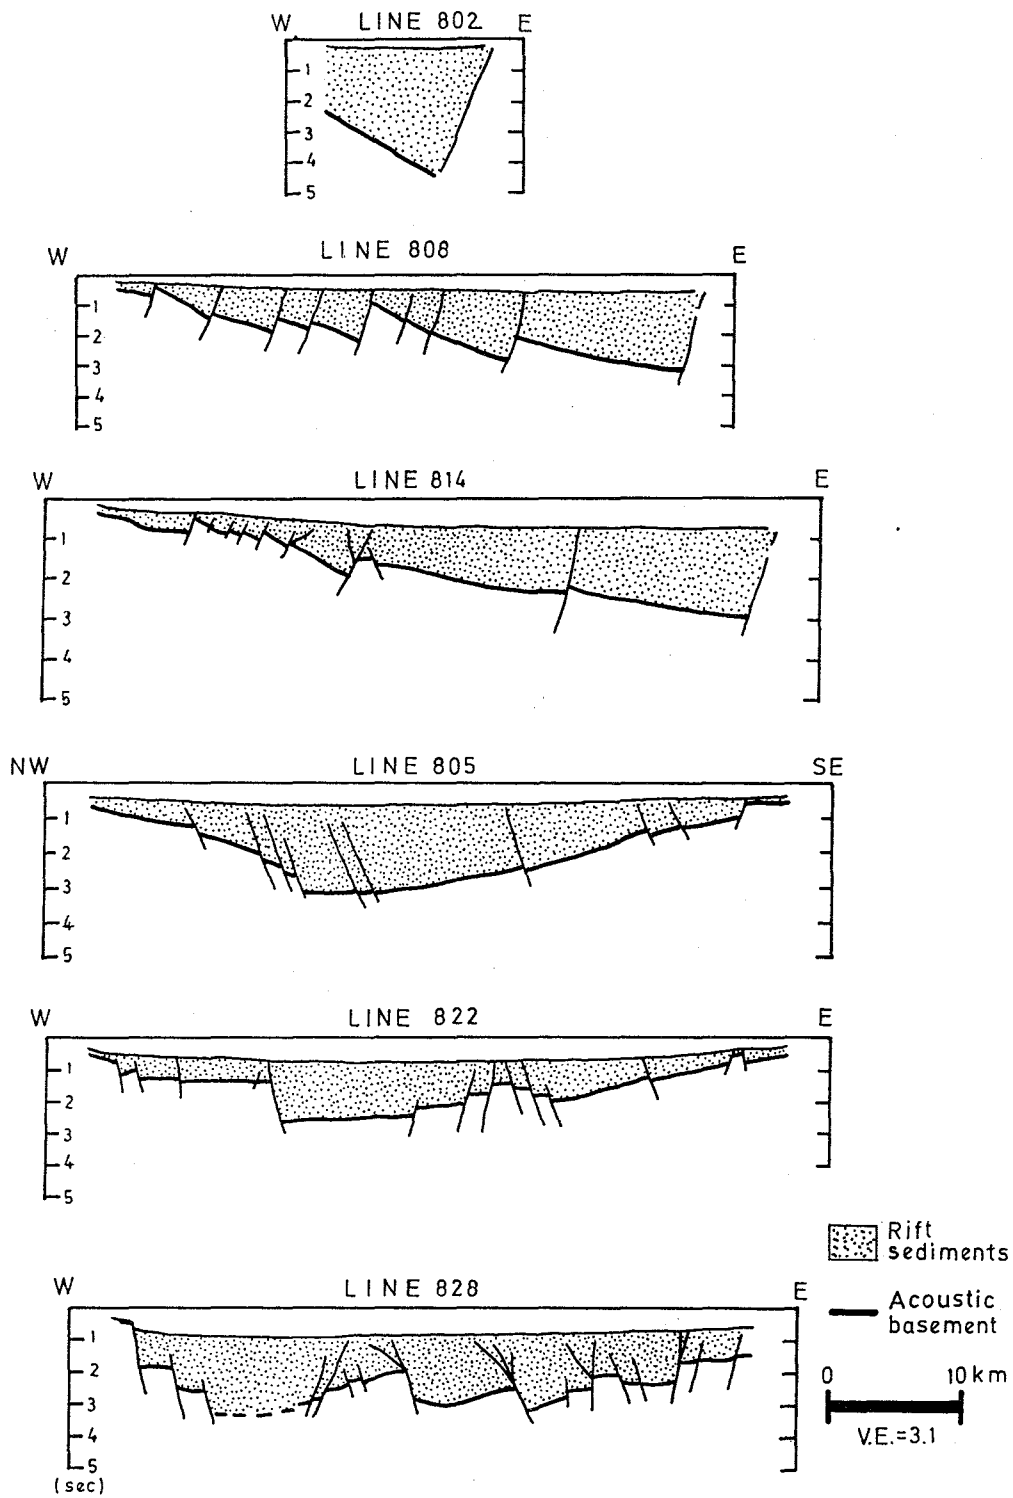 W LINE 802 E
1
2
3
4
5
W LINE 808 E
1
2
3
4
5
W LINE 814 E
1
2
3
4
5
NW LINE 805 SE
1
2
3
4
5
W LINE 822 E
1
2
3
4
5
Rift
sediments
Acoustic
basement
0 10 km
V.E.=3.1
W LINE 828 E
1
2
3
4
5
(sec)